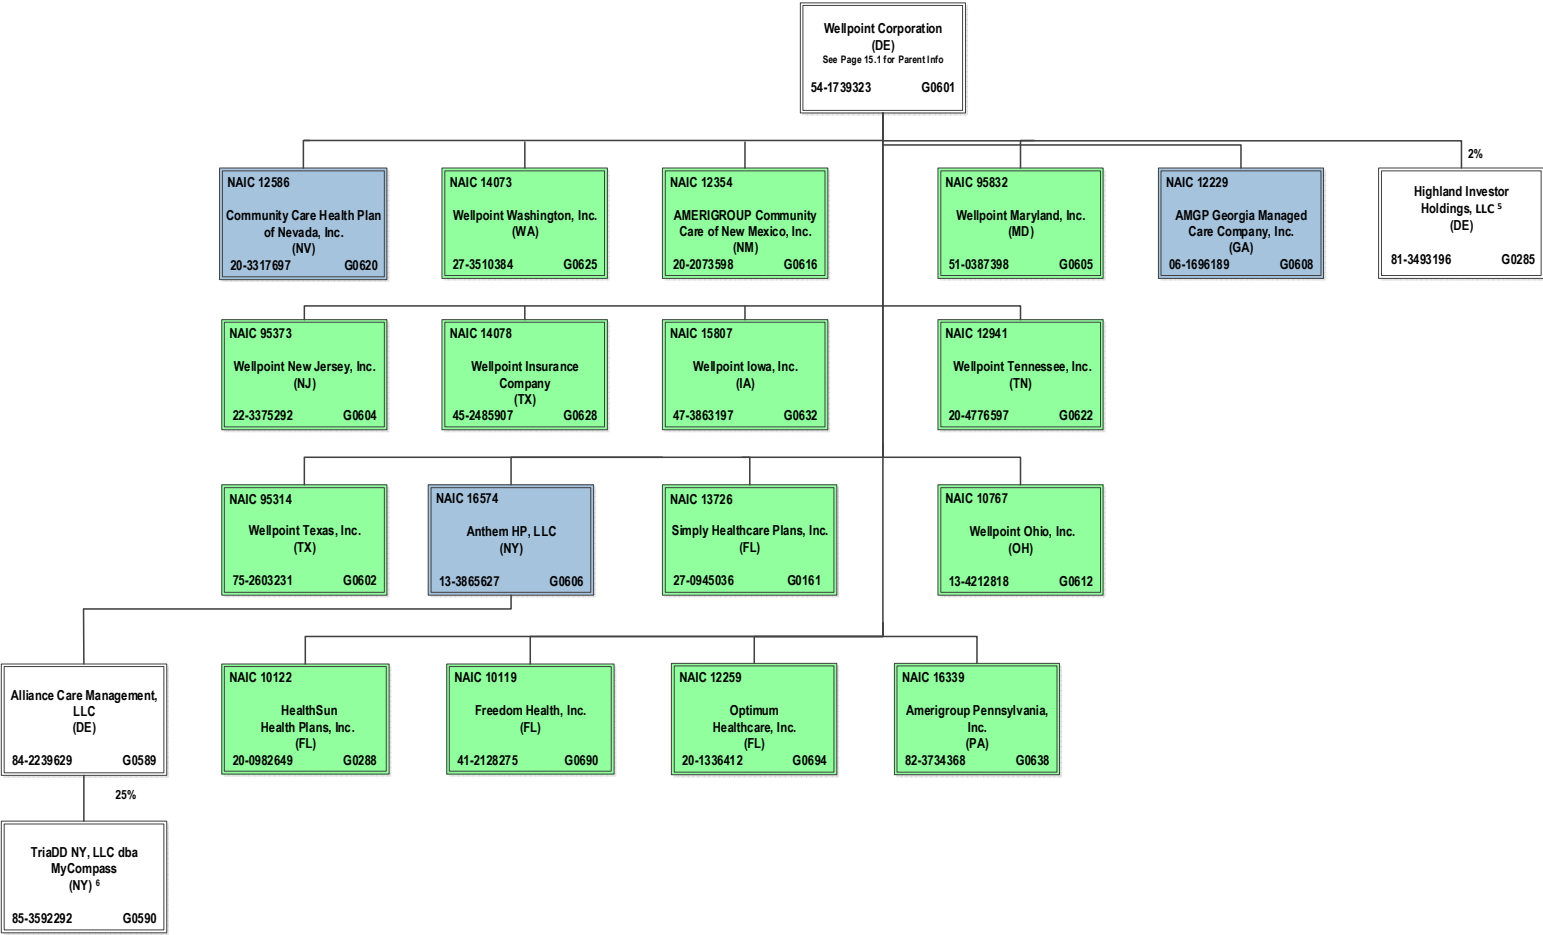 Wellpoint Corporation
(DE)
See Page 15.1 for Parent Info
54-1739323 G0601
2%
NAIC 12586
Community Care Health Plan
of Nevada, Inc.
(NV)
20-3317697 G0620
NAIC 14073
Wellpoint Washington, Inc.
(WA)
27-3510384 G0625
NAIC 12354
AMERIGROUP Community
Care of New Mexico, Inc.
(NM)
20-2073598 G0616
NAIC 95832
Wellpoint Maryland, Inc.
(MD)
51-0387398 G0605
NAIC 12229
AMGP Georgia Managed
Care Company, Inc.
(GA)
06-1696189 G0608
Highland Investor
Holdings, LLC ⁵
(DE)
81-3493196 G0285
NAIC 95373
Wellpoint New Jersey, Inc.
(NJ)
22-3375292 G0604
NAIC 14078
Wellpoint Insurance
Company
(TX)
45-2485907 G0628
NAIC 15807
Wellpoint Iowa, Inc.
(IA)
47-3863197 G0632
NAIC 12941
Wellpoint Tennessee, Inc.
(TN)
20-4776597 G0622
NAIC 95314
Wellpoint Texas, Inc.
(TX)
75-2603231 G0602
NAIC 16574
Anthem HP, LLC
(NY)
13-3865627 G0606
NAIC 13726
Simply Healthcare Plans, Inc.
(FL)
27-0945036 G0161
NAIC 10767
Wellpoint Ohio, Inc.
(OH)
13-4212818 G0612
Alliance Care Management,
LLC
(DE)
84-2239629 G0589
NAIC 10122
HealthSun
Health Plans, Inc.
(FL)
20-0982649 G0288
NAIC 10119
Freedom Health, Inc.
(FL)
41-2128275 G0690
NAIC 12259
Optimum
Healthcare, Inc.
(FL)
20-1336412 G0694
NAIC 16339
Amerigroup Pennsylvania,
Inc.
(PA)
82-3734368 G0638
25%
TriaDD NY, LLC dba
MyCompass
(NY) ⁶
85-3592292 G0590